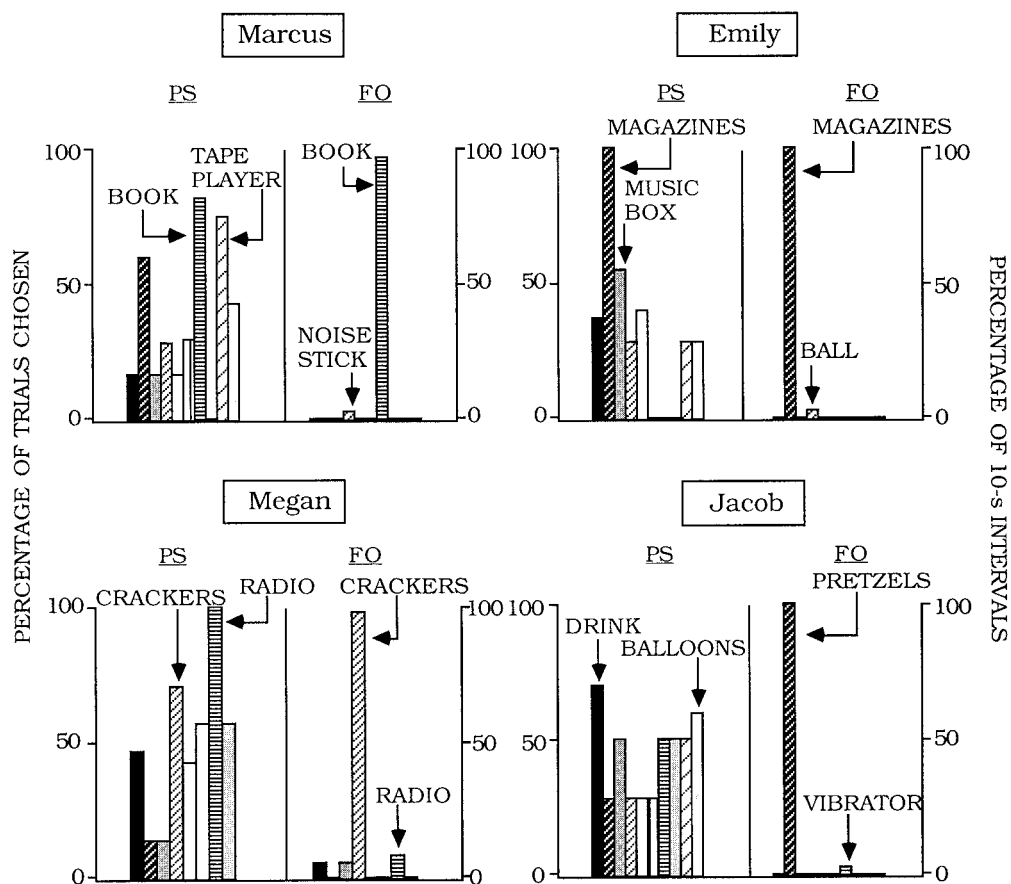 Marcus
PS
FO
BOOK
TAPE
PLAYER
BOOK
NOISE
STICK
100
50
0
100
50
0
Emily
PS
FO
MAGAZINES
MAGAZINES
MUSIC
BOX
BALL
100
50
0
100
50
0
PERCENTAGE OF TRIALS CHOSEN
PERCENTAGE OF 10-s INTERVALS
Megan
PS
FO
CRACKERS
RADIO
CRACKERS
RADIO
100
50
0
100
50
0
Jacob
PS
FO
PRETZELS
DRINK
BALLOONS
VIBRATOR
100
50
0
100
50
0